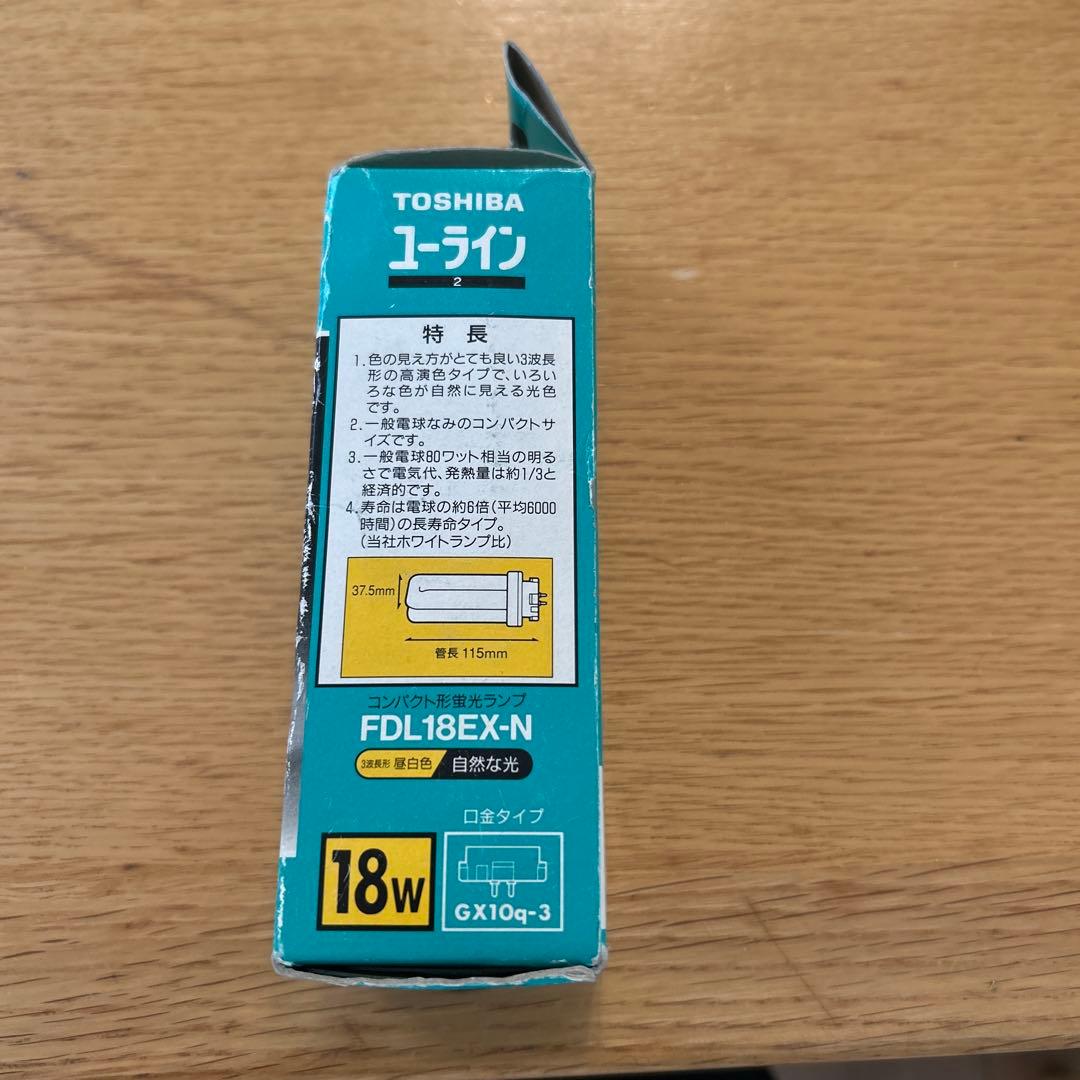 TOSHIBA
ユーライン
2
特長
1.色の見え方がとても良い3波長
形の高演色タイプで、いろい
ろな色が自然に見える光色
です。
2.一般電球なみのコンパクトサ
イズです。
3.一般電球80ワット相当の明る
さで電気代、発熱量は約1/3と
経済的です。
4.寿命は電球の約6倍(平均6000
時間)の長寿命タイプ。
(当社ホワイトランプ比)
37.5mm
管長 115mm
コンパクト形蛍光ランプ
FDL18EX-N
3波長形 昼白色 自然な光
口金タイプ
18W
GX10q-3